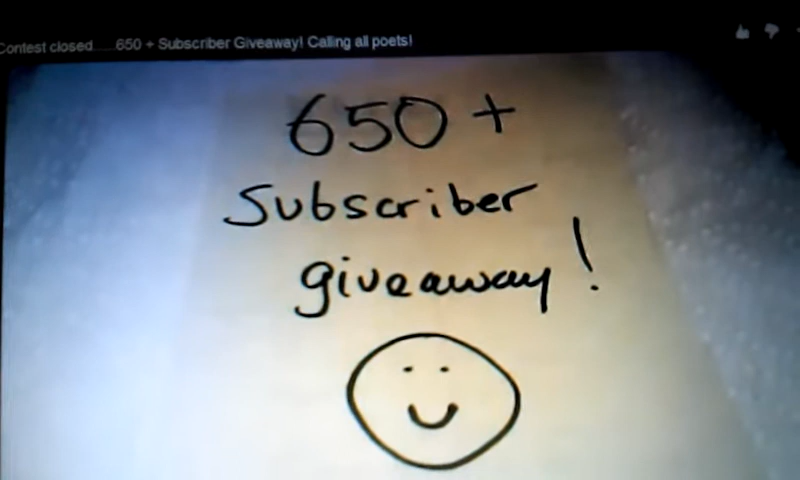 Contest closed.....650 + Subscriber Giveaway! Calling all poets!
650 +
Subscriber
giveaway!